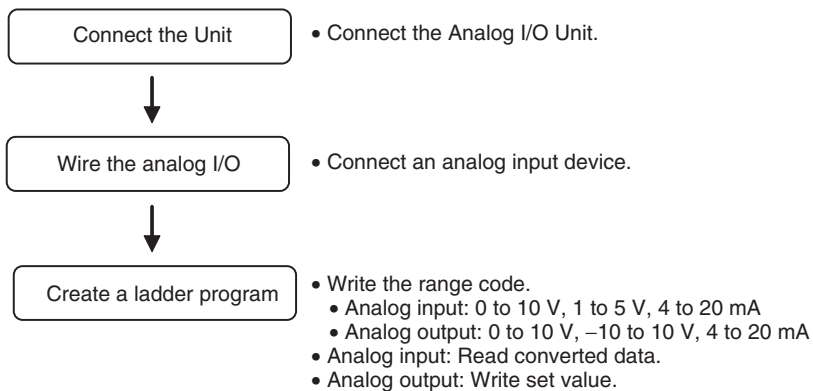 Connect the Unit
• Connect the Analog I/O Unit.
Wire the analog I/O
• Connect an analog input device.
Create a ladder program
• Write the range code.
• Analog input: 0 to 10 V, 1 to 5 V, 4 to 20 mA
• Analog output: 0 to 10 V, −10 to 10 V, 4 to 20 mA
• Analog input: Read converted data.
• Analog output: Write set value.